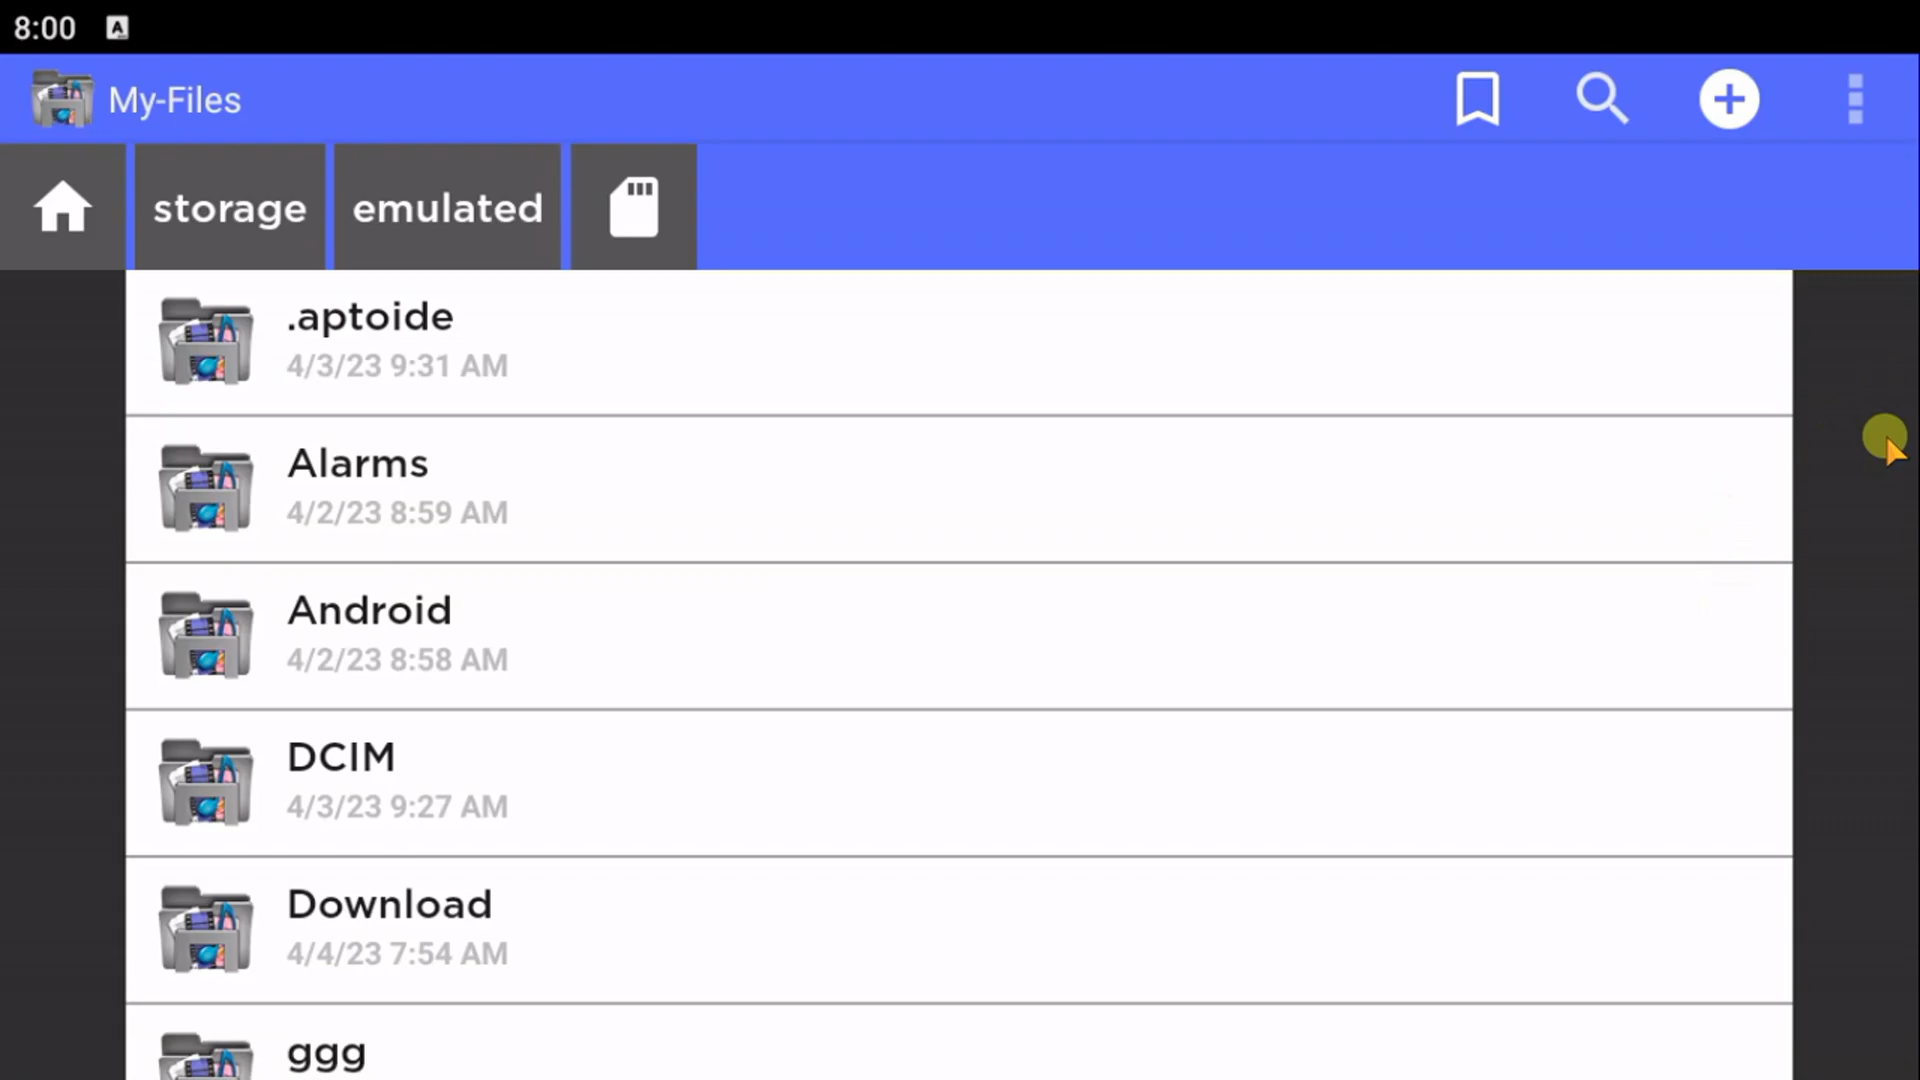 8:00 A
My-Files
storage emulated
.aptoide
4/3/23 9:31 AM
Alarms
4/2/23 8:59 AM
Android
4/2/23 8:58 AM
DCIM
4/3/23 9:27 AM
Download
4/4/23 7:54 AM
ggg